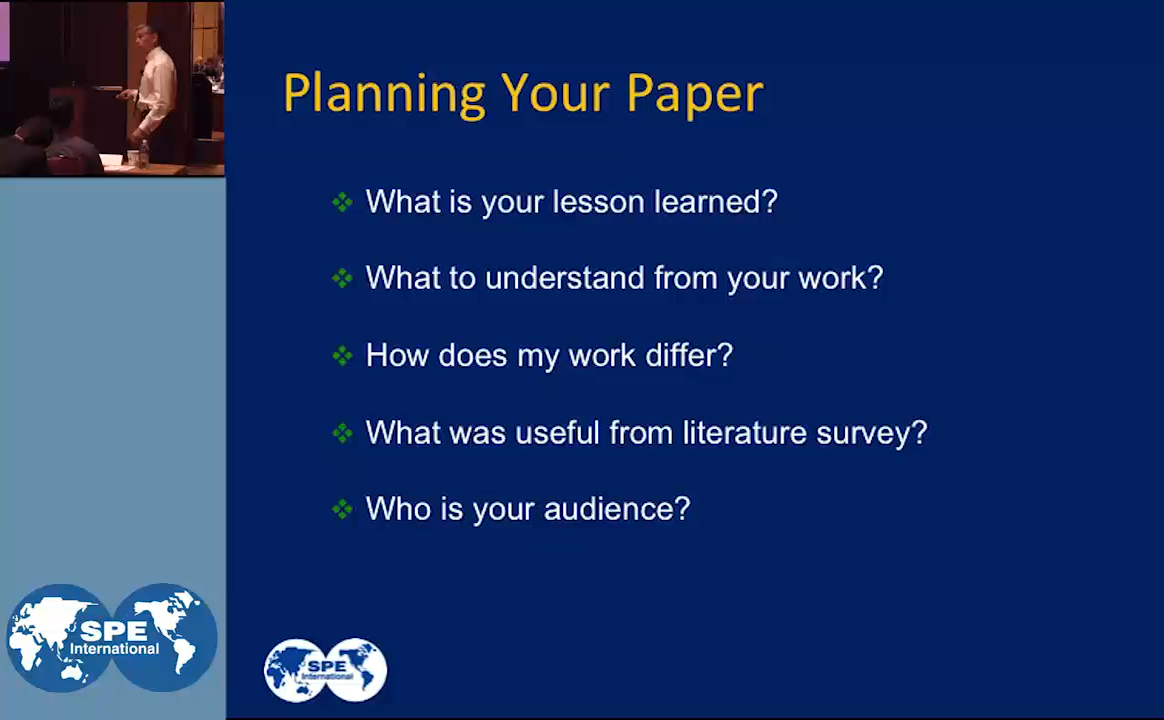 Planning Your Paper
What is your lesson learned?
What to understand from your work?
How does my work differ?
What was useful from literature survey?
Who is your audience?
SPE
International
SPE
International